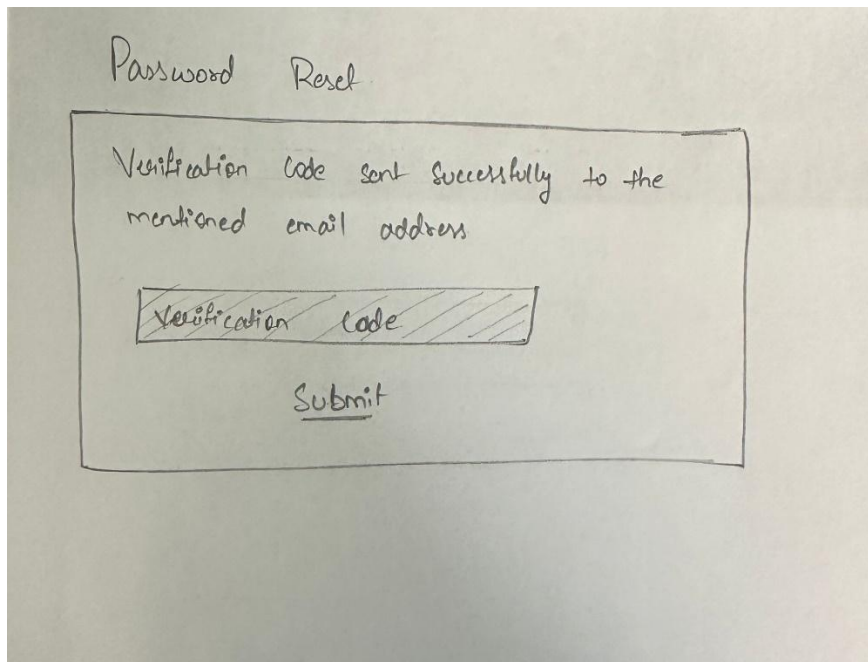 Password Reset
Verification Code sent Successfully to the
mentioned email address
Verification Code
Submit